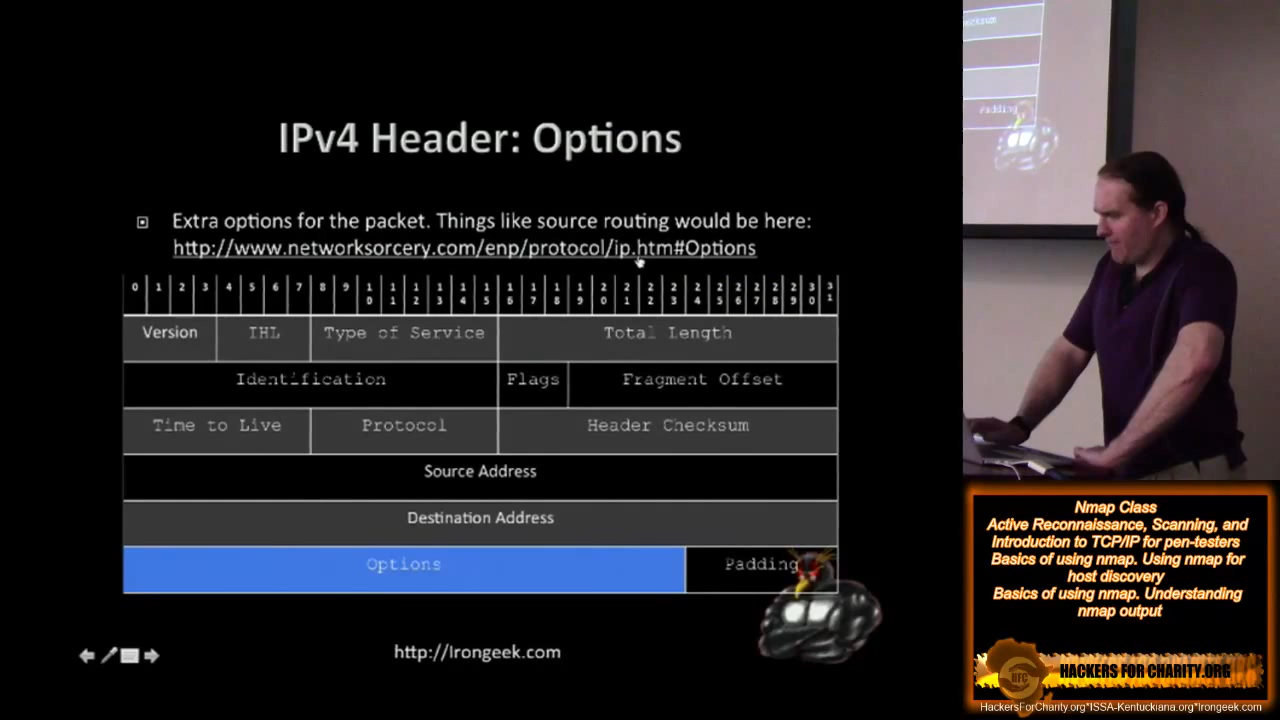 IPv4 Header: Options
Extra options for the packet. Things like source routing would be here:
http://www.networksorcery.com/enp/protocol/ip.htm#Options
0 1 2 3 4 5 6 7 8 9 10 11 12 13 14 15 16 17 18 19 20 21 22 23 24 25 26 27 28 29 30 31
Version IHL Type of Service Total Length
Identification Flags Fragment Offset
Time to Live Protocol Header Checksum
Source Address
Destination Address
Options Padding
http://Irongeek.com
Padding
Nmap Class
Active Reconnaissance, Scanning, and
Introduction to TCP/IP for pen-testers
Basics of using nmap. Using nmap for
host discovery
Basics of using nmap. Understanding
nmap output
HFC
HACKERS FOR CHARITY.ORG
HackersForCharity.org*ISSA-Kentuckiana.org*Irongeek.com